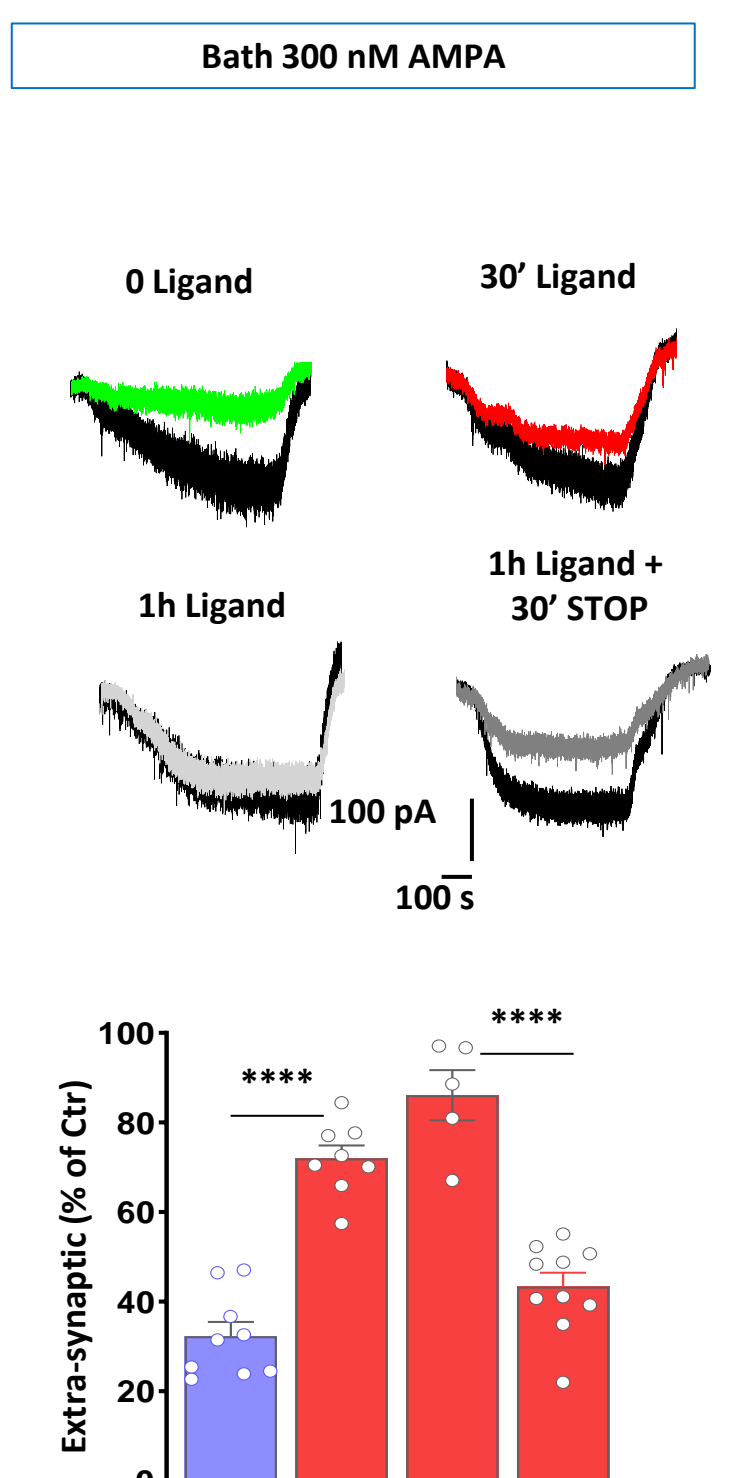 Bath 300 nM AMPA
0 Ligand
30’ Ligand
1h Ligand
1h Ligand +
30’ STOP
100 pA
100 s
****
****
Extra-synaptic (% of Ctr)
100
80
60
40
20
0